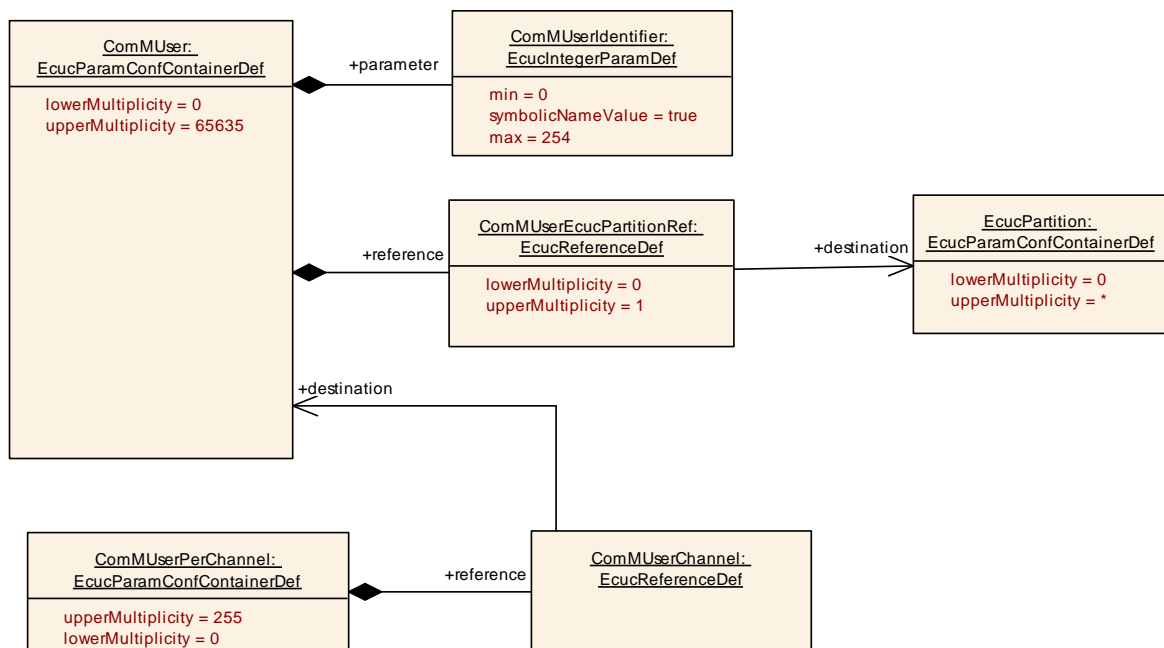 ComMUser:
EcucParamConfContainerDef
lowerMultiplicity = 0
upperMultiplicity = 65635
+parameter
ComMUserIdentifier:
EcucIntegerParamDef
min = 0
symbolicNameValue = true
max = 254
+reference
ComMUserEcucPartitionRef:
EcucReferenceDef
lowerMultiplicity = 0
upperMultiplicity = 1
+destination
EcucPartition:
EcucParamConfContainerDef
lowerMultiplicity = 0
upperMultiplicity = *
+destination
ComMUserPerChannel:
EcucParamConfContainerDef
upperMultiplicity = 255
lowerMultiplicity = 0
+reference
ComMUserChannel:
EcucReferenceDef